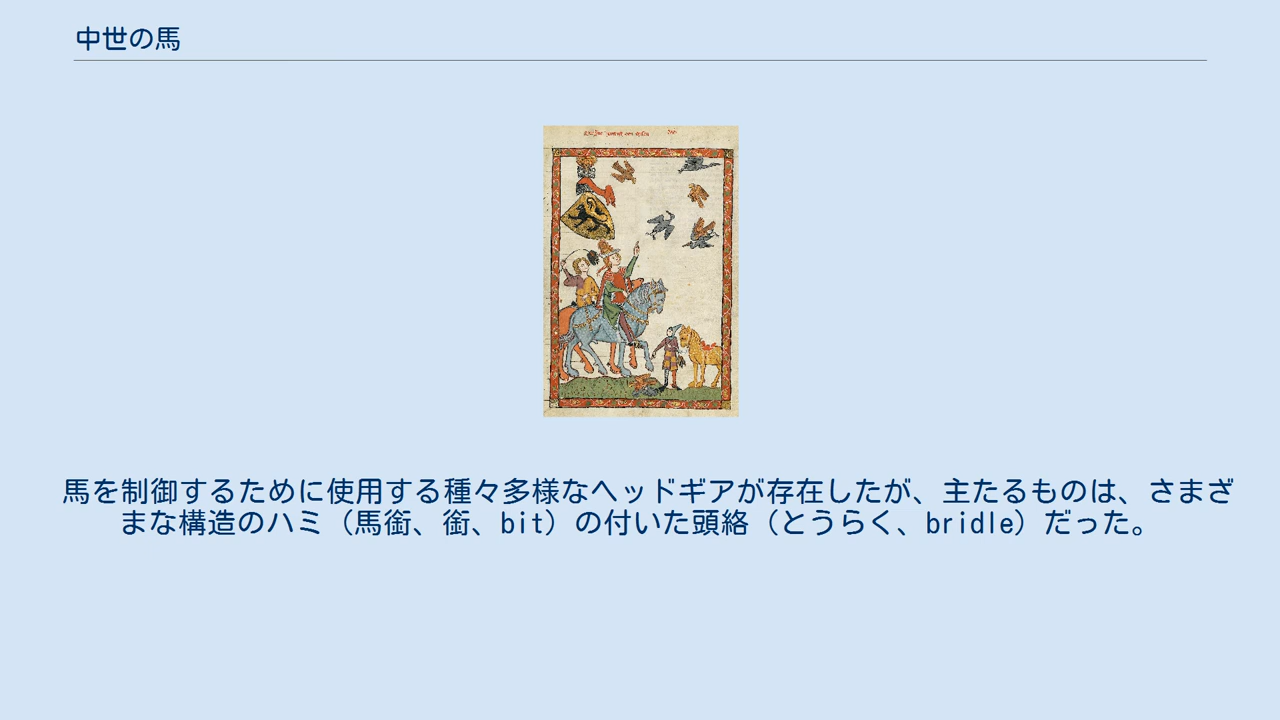 中世の馬
馬を制御するために使用する種々多様なヘッドギアが存在したが、主たるものは、さまざ
まな構造のハミ（馬銜、銜、bit）の付いた頭絡（とうらく、bridle）だった。